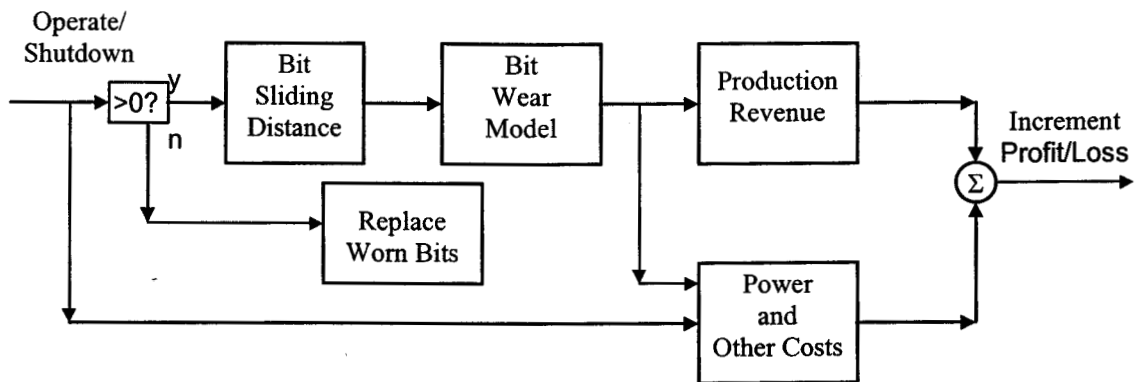 Operate/
Shutdown
>0?
y
n
Bit
Sliding
Distance
Bit
Wear
Model
Production
Revenue
Increment
Profit/Loss
Σ
Replace
Worn Bits
Power
and
Other Costs